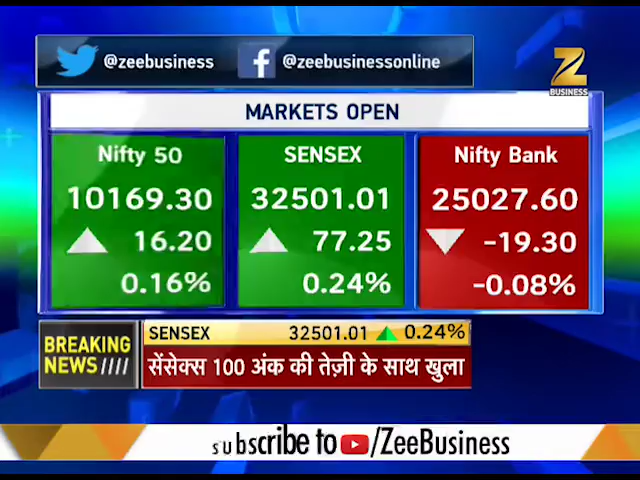 @zeebusiness
@zeebusinessonline
Z
BUSINESS
MARKETS OPEN
Nifty 50
10169.30
16.20
0.16%
SENSEX
32501.01
77.25
0.24%
Nifty Bank
25027.60
-19.30
-0.08%
BREAKING
NEWS ////
SENSEX 32501.01 0.24%
सेंसेक्स 100 अंक की तेज़ी के साथ खुला
subscribe to /ZeeBusiness